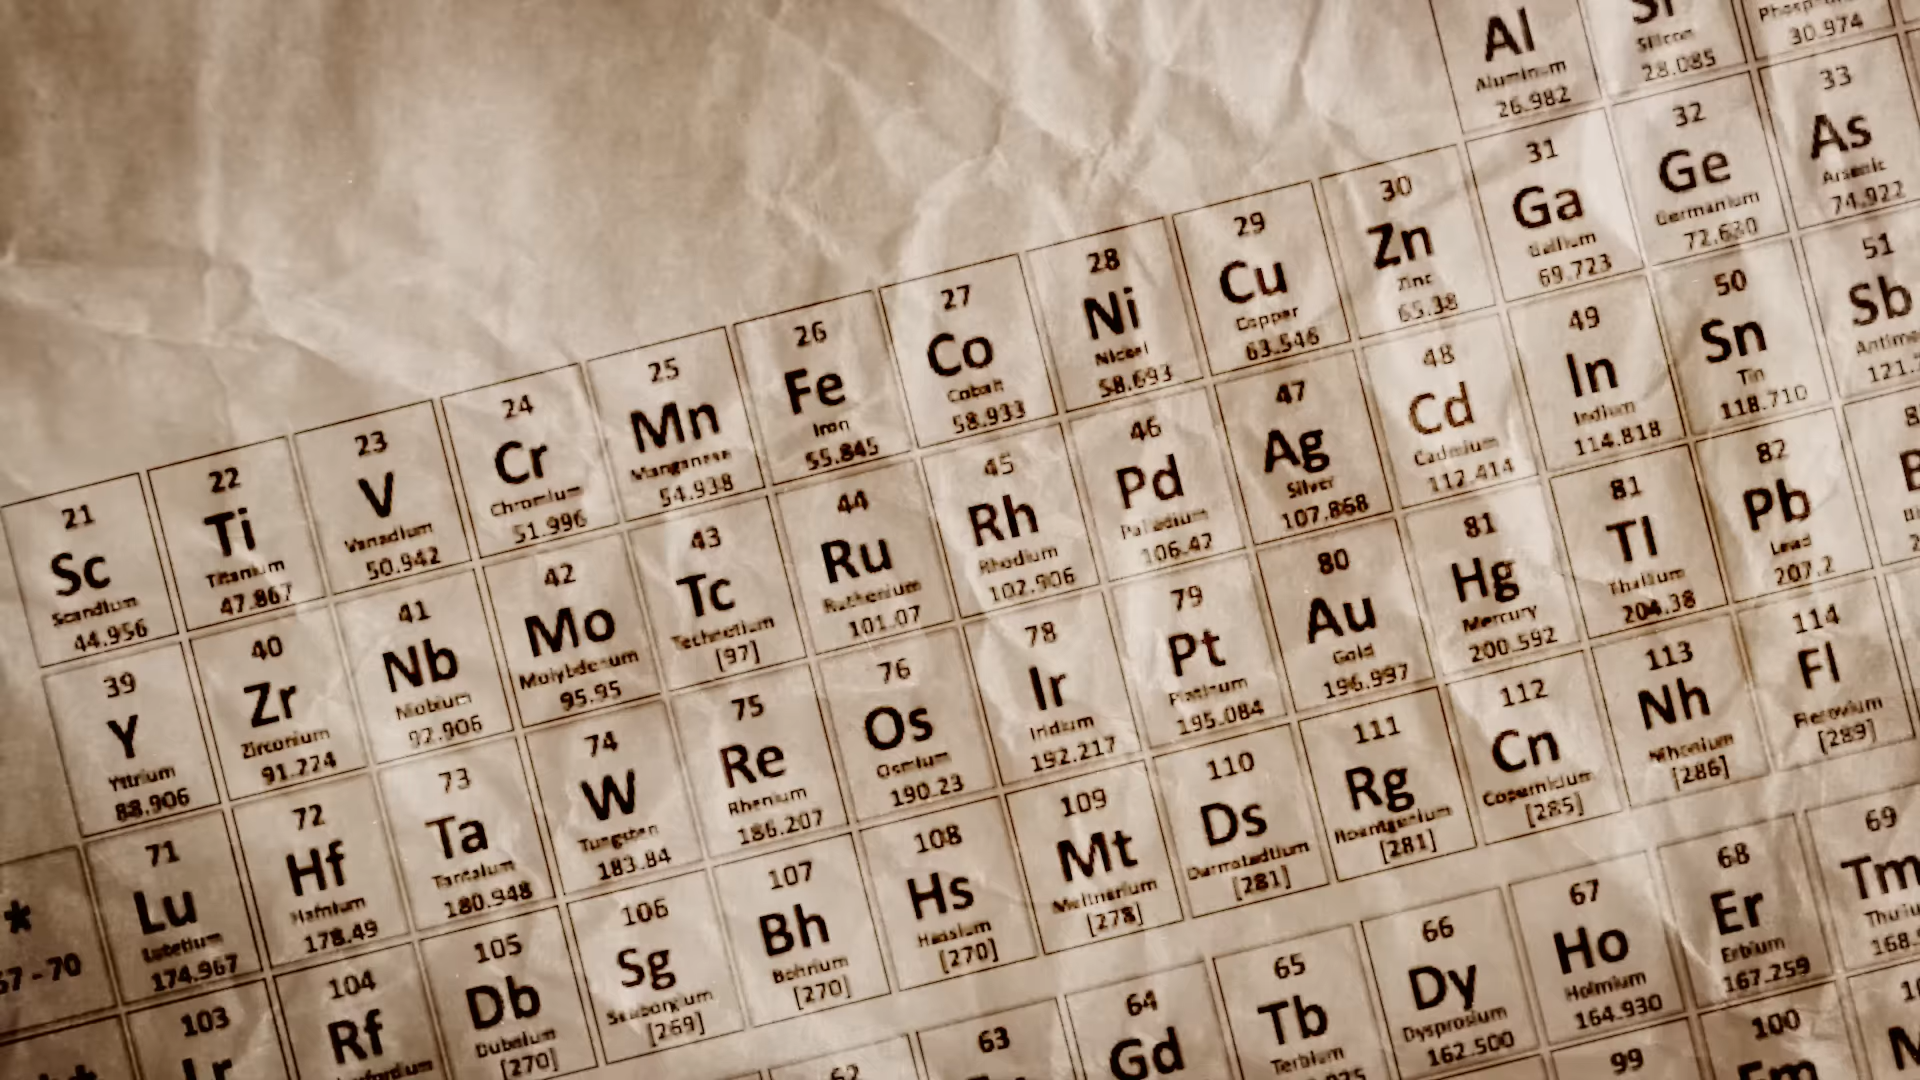 Al
Aluminum
26.982
Si
Silicon
28.085
30.974
21
Sc
Scandium
44.956
22
Ti
Titanium
47.867
23
V
Vanadium
50.942
24
Cr
Chromium
51.996
25
Mn
Manganese
54.938
26
Fe
Iron
55.845
27
Co
Cobalt
58.933
28
Ni
Nickel
58.693
29
Cu
Copper
63.546
30
Zn
Zinc
65.38
31
Ga
Gallium
69.723
32
Ge
Germanium
72.630
33
As
Arsenic
74.922
39
Y
Yttrium
88.906
40
Zr
Zirconium
91.224
41
Nb
Niobium
92.906
42
Mo
Molybdenum
95.95
43
Tc
Technetium
[97]
44
Ru
Ruthenium
101.07
45
Rh
Rhodium
102.906
46
Pd
Palladium
106.42
47
Ag
Silver
107.868
48
Cd
Cadmium
112.414
49
In
Indium
114.818
50
Sn
Tin
118.710
51
Sb
121.
*
57 - 70
71
Lu
Lutetium
174.967
72
Hf
Hafnium
178.49
73
Ta
Tantalum
180.948
74
W
Tungsten
183.84
75
Re
Rhenium
186.207
76
Os
Osmium
190.23
78
Ir
Iridium
192.217
79
Pt
Platinum
195.084
80
Au
Gold
196.997
81
Hg
Mercury
200.592
81
Tl
Thallium
204.38
82
Pb
Lead
207.2
103
Lr
104
Rf
105
Db
Dubnium
[270]
106
Sg
Seaborgium
[269]
107
Bh
Bohrium
[270]
108
Hs
Hassium
[270]
109
Mt
Meitnerium
[278]
110
Ds
Darmstadtium
[281]
111
Rg
Roentgenium
[281]
112
Cn
Copernicium
[285]
113
Nh
Nihonium
[286]
114
Fl
Flerovium
[289]
62
63
64
Gd
65
Tb
Terbium
66
Dy
Dysprosium
162.500
67
Ho
Holmium
164.930
68
Er
Erbium
167.259
69
Tm
168.
99
100
Fm